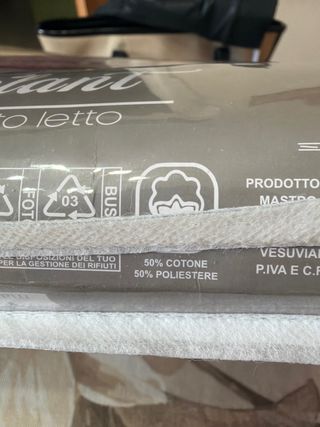 to letto
03
BUS
50% COTONE
50% POLIESTERE
DISPOSIZIONI DEL TUO
PER LA GESTIONE DEI RIFIUTI
PRODOTTO
MASTRO
VESUVIA
P.IVA E C.F